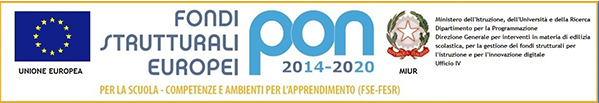 FONDI
STRUTTURALI
EUROPEI
pon
2014-2020
UNIONE EUROPEA
MIUR
Ministero dell'Istruzione, dell'Università e della Ricerca
Dipartimento per la Programmazione
Direzione Generale per interventi in materia di edilizia
scolastica, per la gestione dei fondi strutturali per
l'istruzione e per l'innovazione digitale
Ufficio IV
PER LA SCUOLA - COMPETENZE E AMBIENTI PER L'APPRENDIMENTO (FSE-FESR)